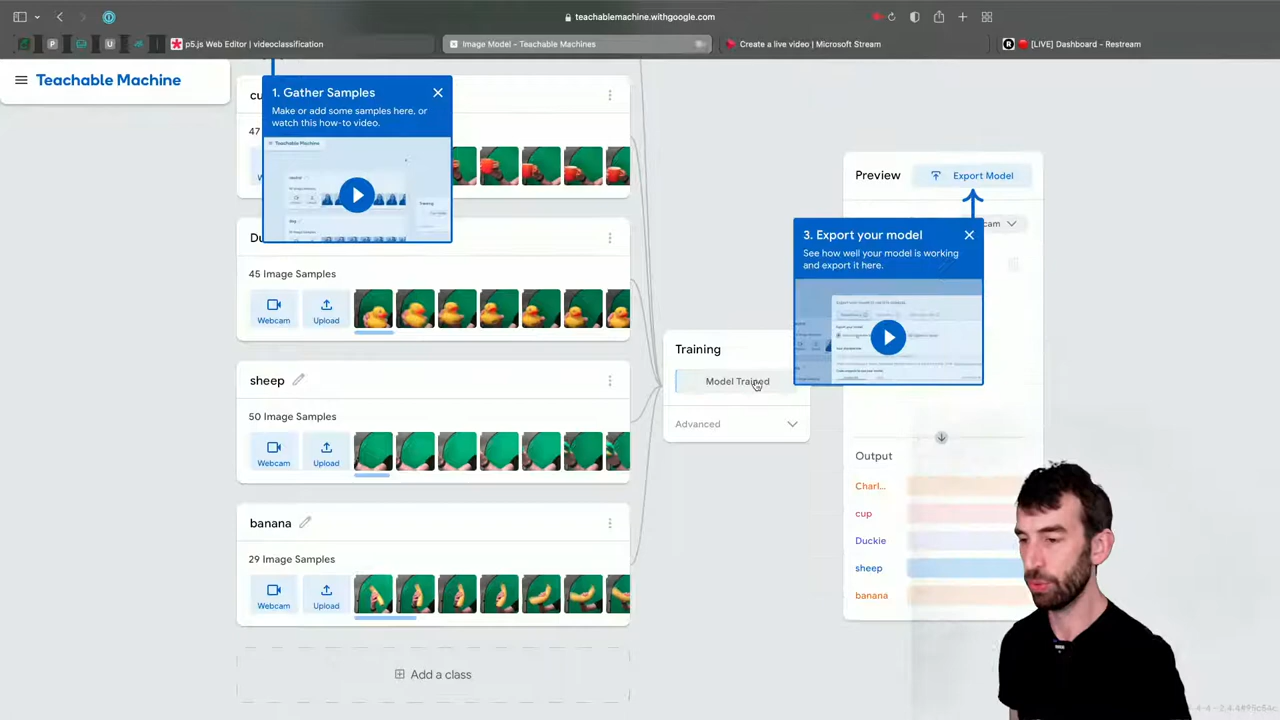 teachablemachine.withgoogle.com
p5.js Web Editor | videoclassification
Image Model - Teachable Machines
Create a live video | Microsoft Stream
[LIVE] Dashboard - Restream
Teachable Machine
cu
47
1. Gather Samples
Make or add some samples here, or
watch this how-to video.
Du
45 Image Samples
Webcam
Upload
sheep
50 Image Samples
Webcam
Upload
banana
29 Image Samples
Webcam
Upload
Add a class
Training
Model Trained
Advanced
Preview
Export Model
cam
3. Export your model
See how well your model is working
and export it here.
Output
Charl...
cup
Duckie
sheep
banana